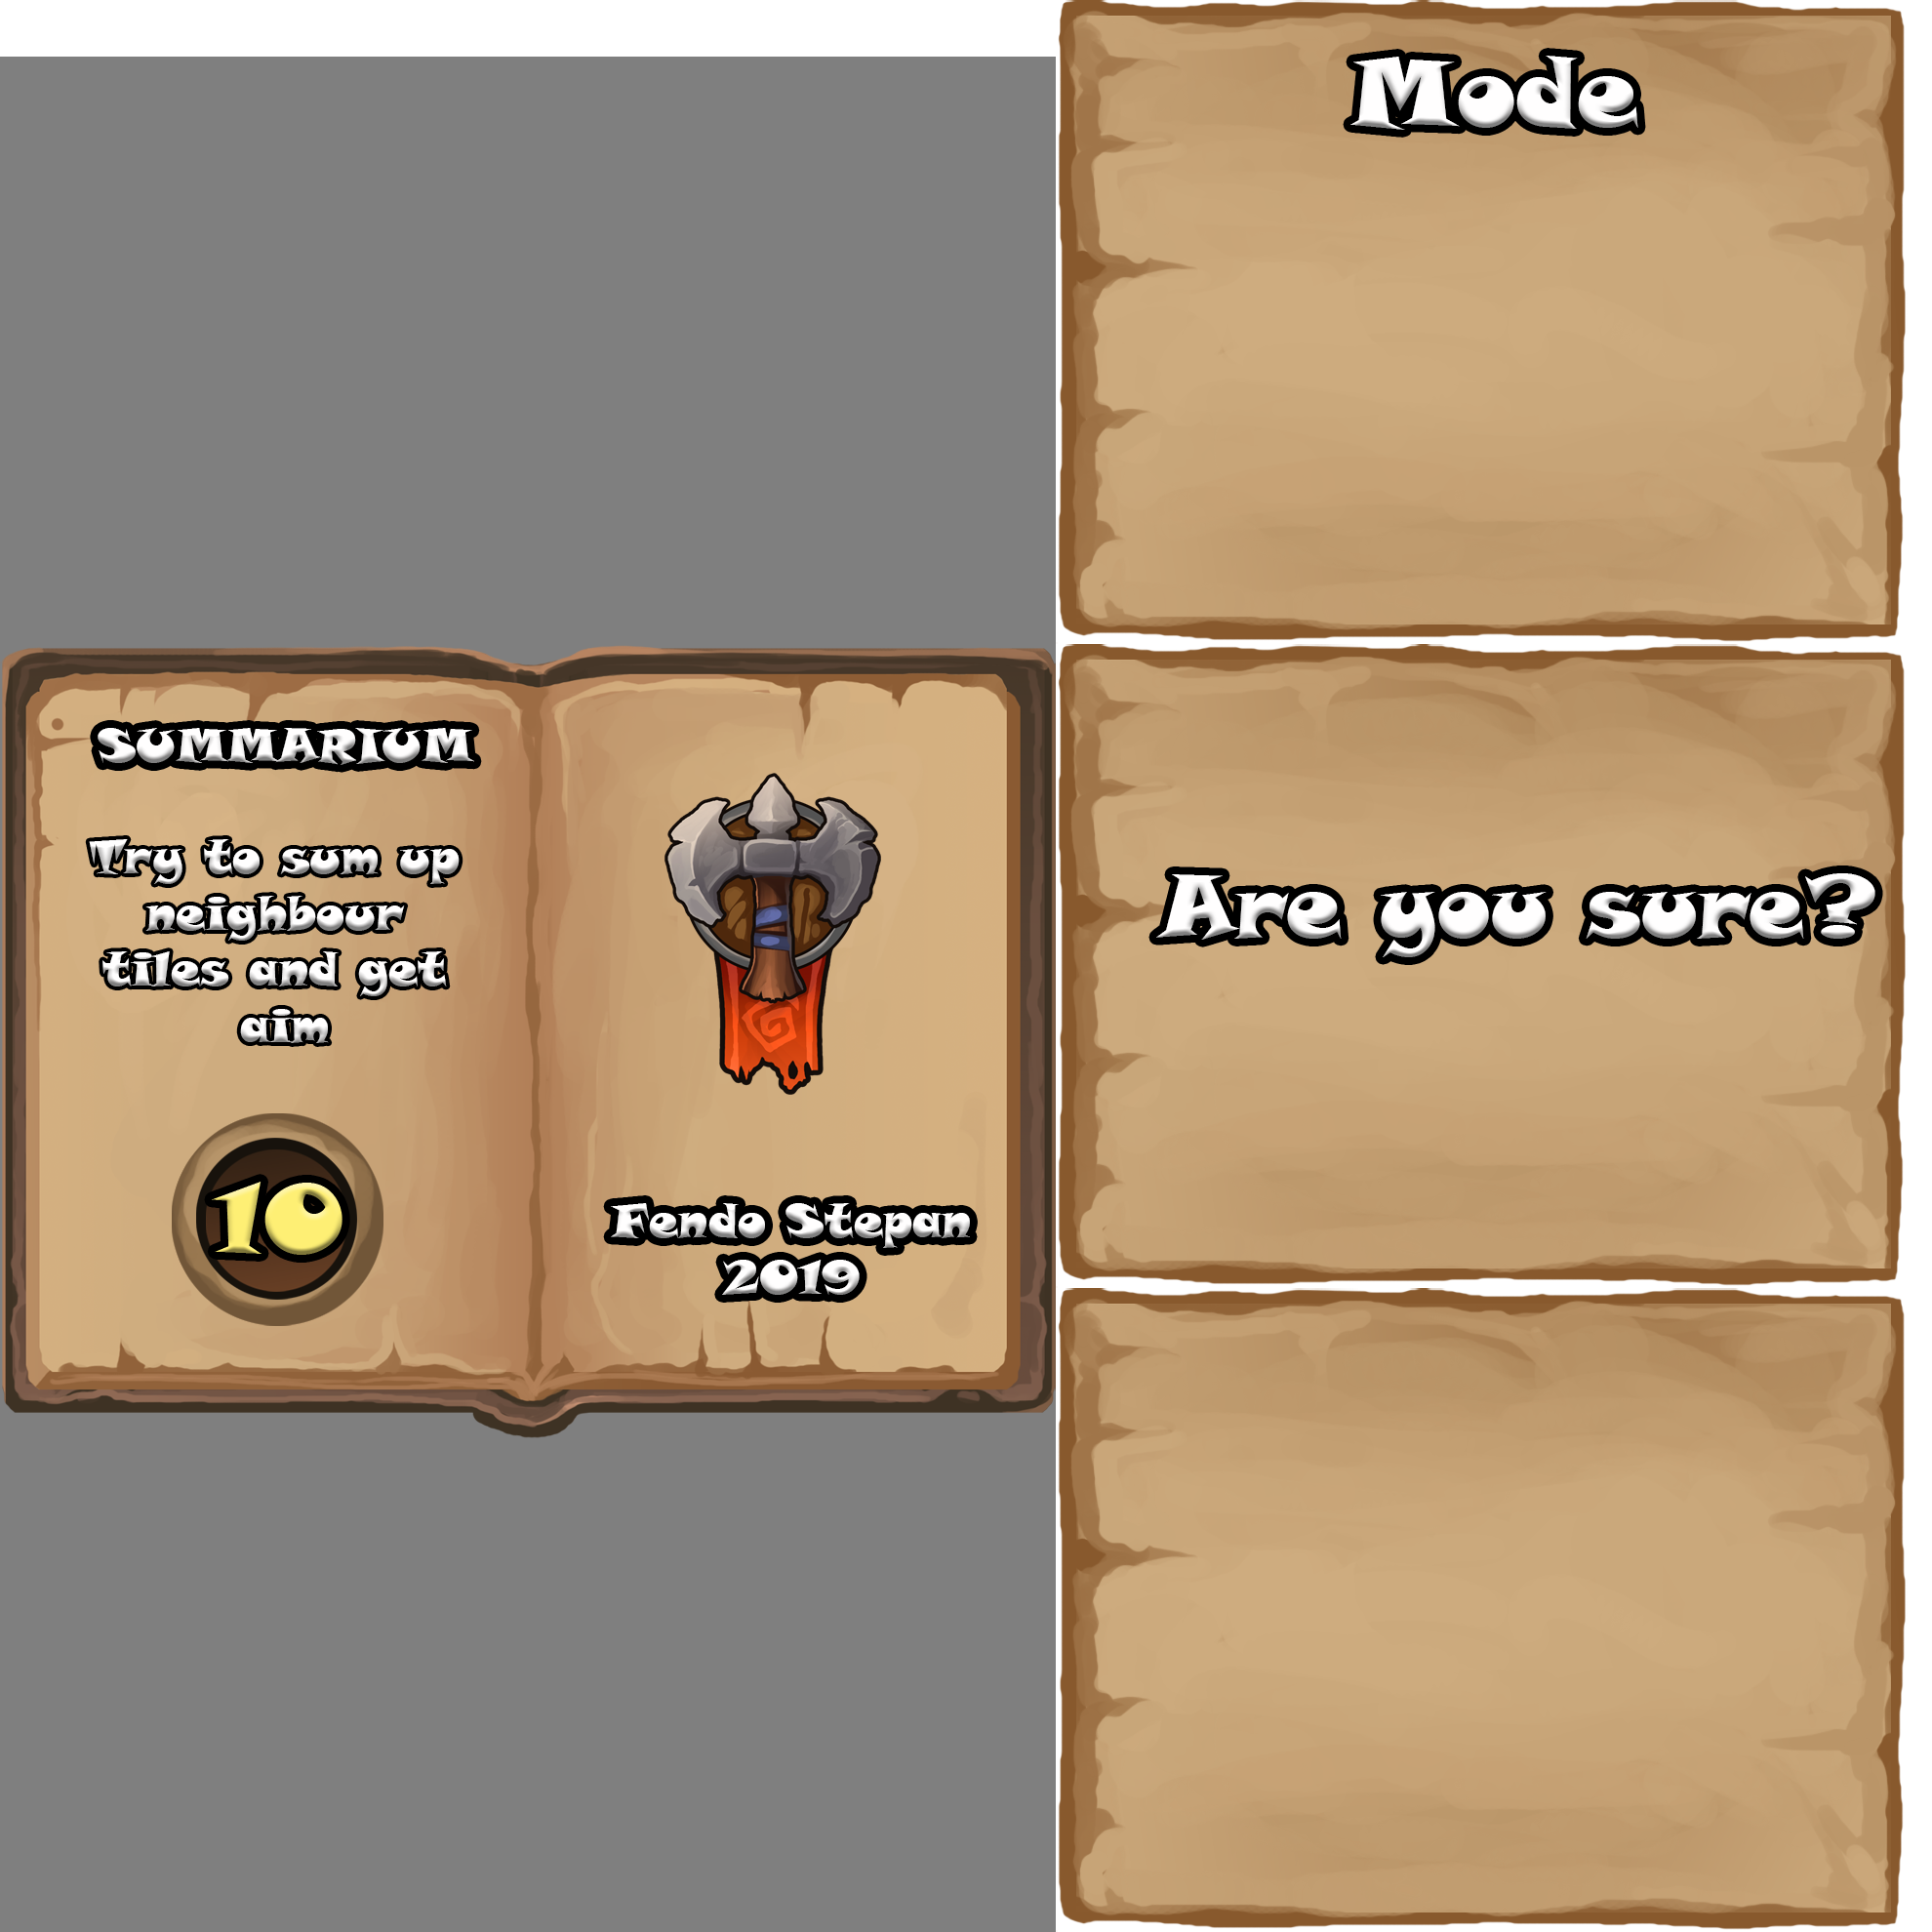 Mode
SUMMARIUM
Try to sum up
neighbour
tiles and get
aim
10
Fendo Stepan
2019
Are you sure?